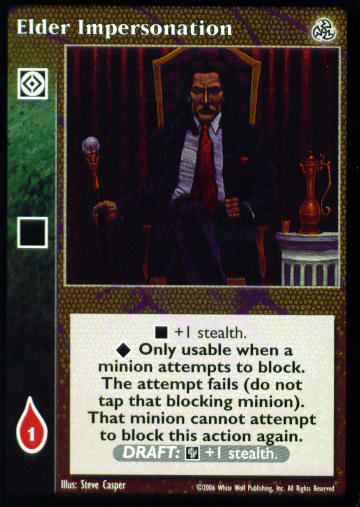 Elder Impersonation
+1 stealth.
Only usable when a
minion attempts to block.
The attempt fails (do not
tap that blocking minion).
That minion cannot attempt
to block this action again.
DRAFT: +1 stealth.
1
Illus: Steve Casper
©2006 White Wolf Publishing, Inc. All Rights Reserved